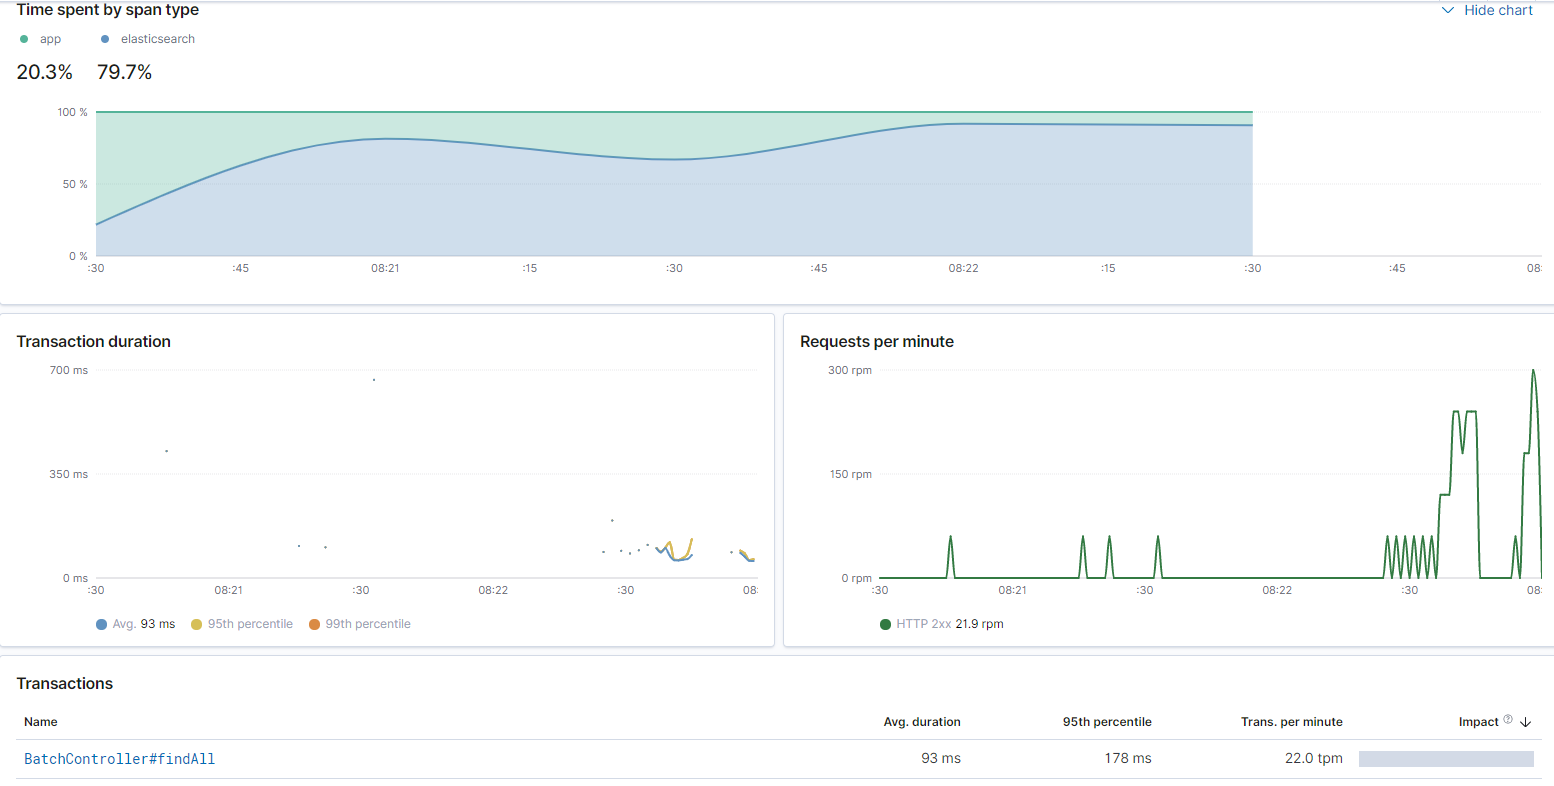 Time spent by span type
Hide chart
app elasticsearch
20.3% 79.7%
100 %
50 %
0 %
:30 :45 08:21 :15 :30 :45 08:22 :15 :30 :45 08:
Transaction duration
700 ms
350 ms
0 ms
:30 08:21 :30 08:22 :30 08:
Avg. 93 ms 95th percentile 99th percentile
Requests per minute
300 rpm
150 rpm
0 rpm
:30 08:21 :30 08:22 :30 08:
HTTP 2xx 21.9 rpm
Transactions
Name Avg. duration 95th percentile Trans. per minute Impact ?
BatchController#findAll 93 ms 178 ms 22.0 tpm